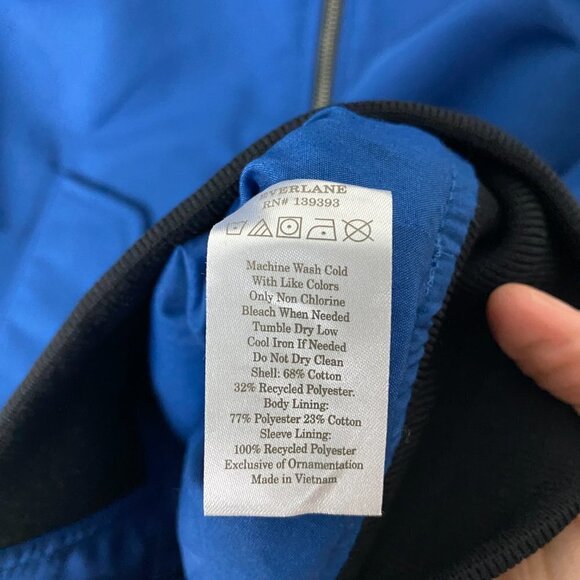 EVERLANE
RN# 139393
Machine Wash Cold
With Like Colors
Only Non Chlorine
Bleach When Needed
Tumble Dry Low
Cool Iron If Needed
Do Not Dry Clean
Shell: 68% Cotton
32% Recycled Polyester.
Body Lining:
77% Polyester 23% Cotton
Sleeve Lining:
100% Recycled Polyester
Exclusive of Ornamentation
Made in Vietnam